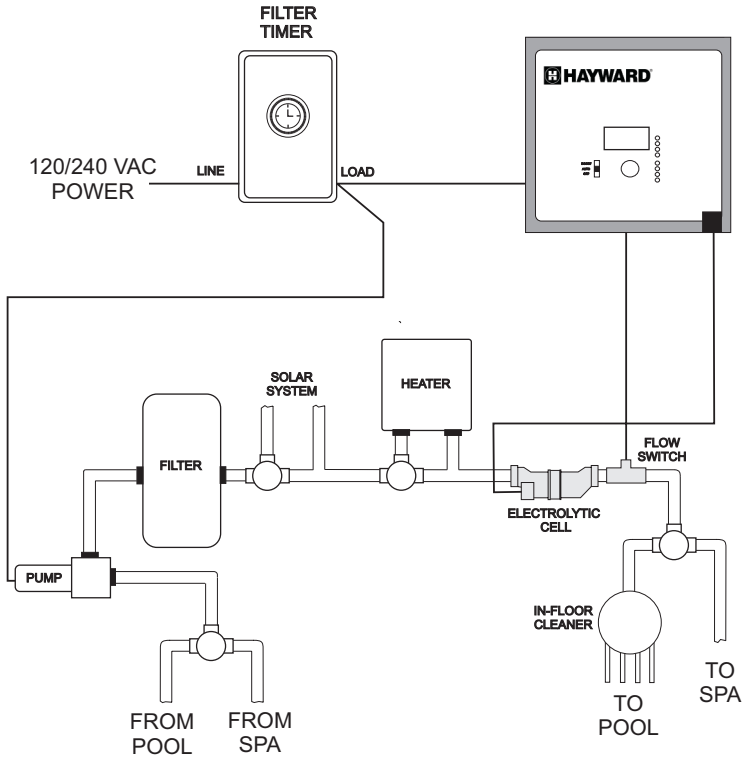 FILTER
TIMER
HAYWARD
120/240 VAC
POWER
LINE
LOAD
SOLAR
SYSTEM
HEATER
FILTER
FLOW
SWITCH
ELECTROLYTIC
CELL
PUMP
IN-FLOOR
CLEANER
FROM
POOL
FROM
SPA
TO
POOL
TO
SPA